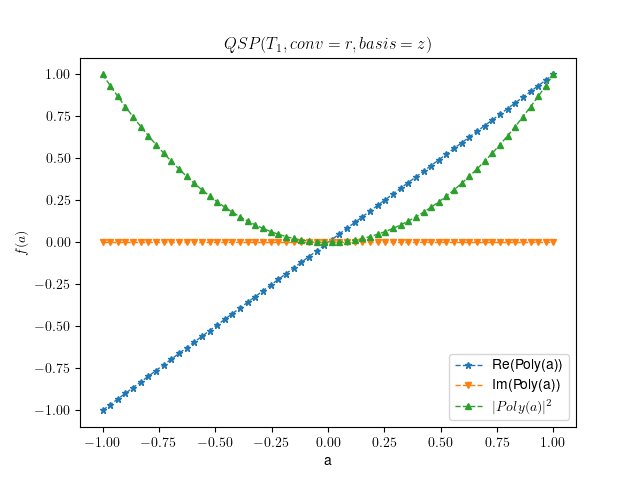 QSP(T₁, conv = r, basis = z)
1.00
0.75
0.50
0.25
0.00
−0.25
−0.50
−0.75
−1.00
f(a)
−1.00 −0.75 −0.50 −0.25 0.00 0.25 0.50 0.75 1.00
a
Re(Poly(a))
Im(Poly(a))
|Poly(a)|²